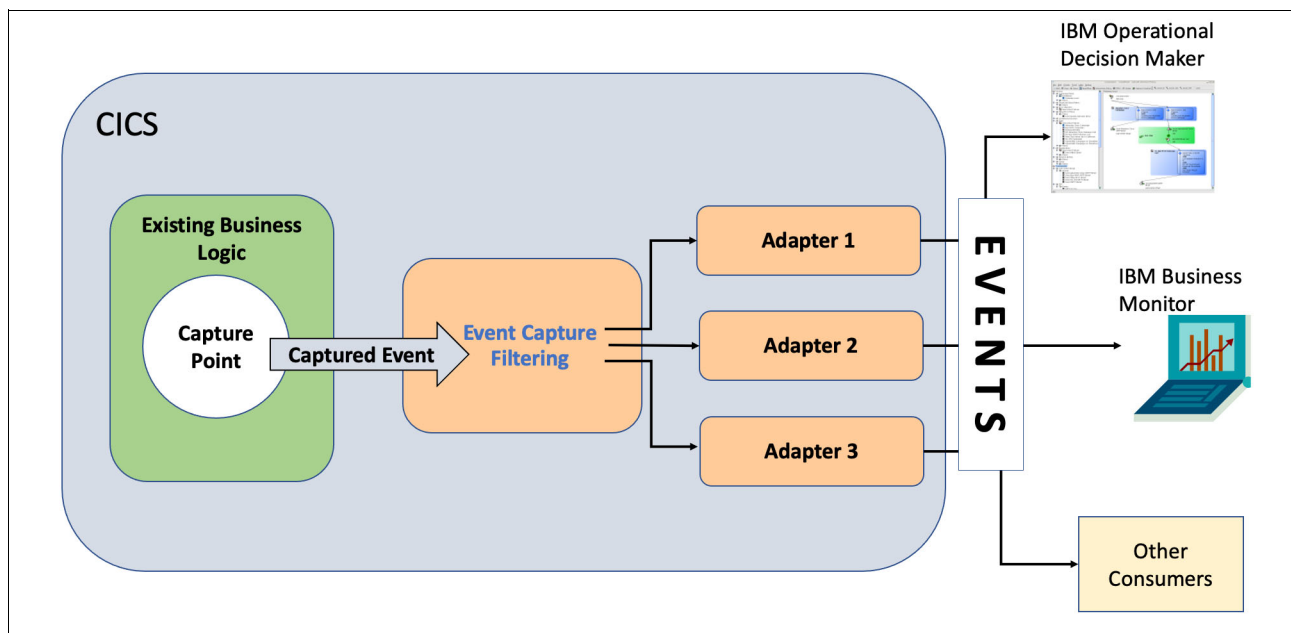 IBM Operational
Decision Maker
CICS
Existing Business
Logic
Capture
Point
Captured Event
Event Capture
Filtering
Adapter 1
Adapter 2
Adapter 3
EVENTS
IBM Business
Monitor
Other
Consumers